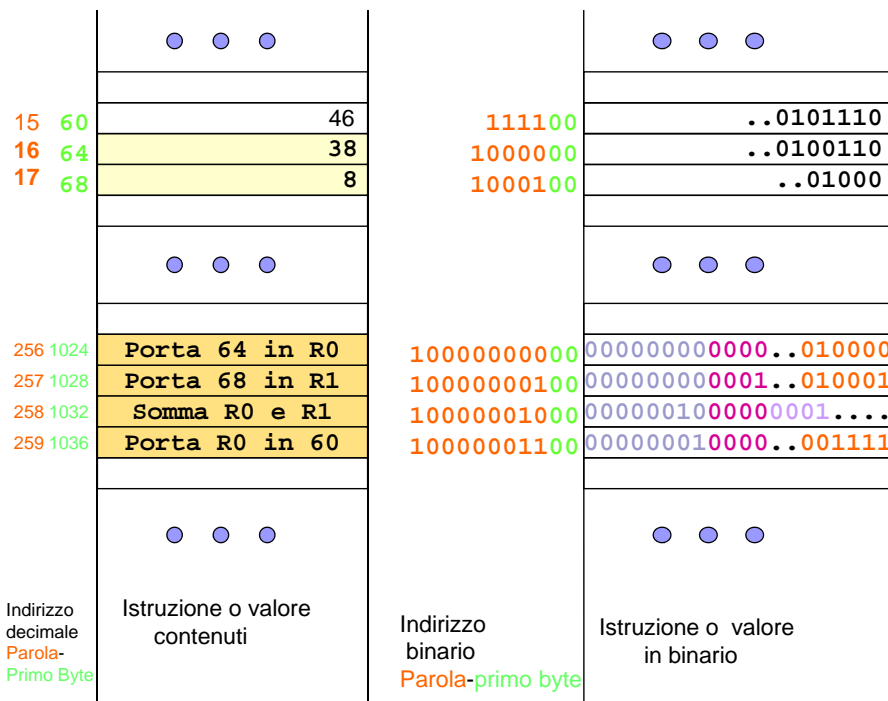 15 60 46 111100 ..0101110
16 64 38 1000000 ..0100110
17 68 8 1000100 ..01000
256 1024 Porta 64 in R0 10000000000 000000000000..010000
257 1028 Porta 68 in R1 10000000100 000000000001..010001
258 1032 Somma R0 e R1 10000001000 0000001000000001....
259 1036 Porta R0 in 60 10000001100 000000010000..001111
Indirizzo decimale Parola-Primo Byte
Istruzione o valore contenuti
Indirizzo binario Parola-primo byte
Istruzione o valore in binario